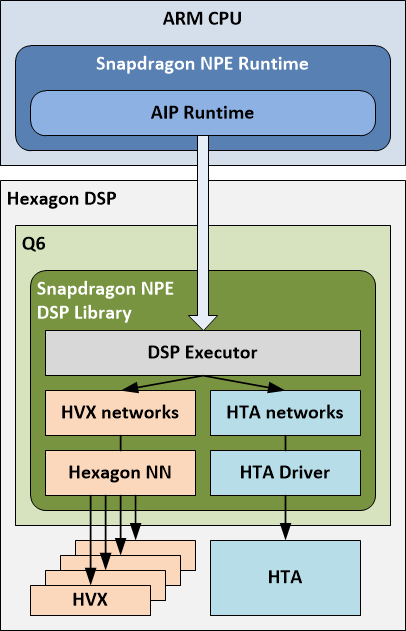 ARM CPU
Snapdragon NPE Runtime
AIP Runtime
Hexagon DSP
Q6
Snapdragon NPE
DSP Library
DSP Executor
HVX networks
HTA networks
Hexagon NN
HTA Driver
HVX
HTA